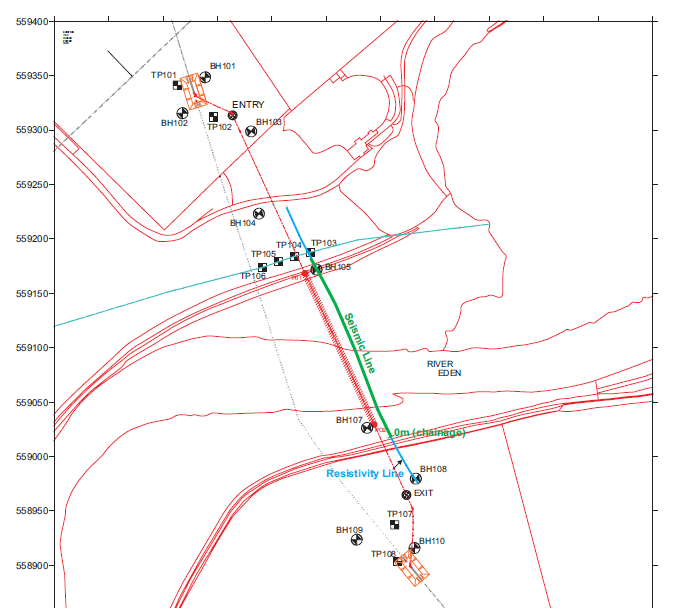 559400
559350
559300
559250
559200
559150
559100
559050
559000
558950
558900
BH101
TP101
ENTRY
BH102
TP102
BH103
BH104
TP103
TP104
TP105
TP106
BH105
Seismic Line
RIVER
EDEN
BH107
0m (chainage)
Resistivity Line
BH108
EXIT
TP107
BH109
BH110
TP108